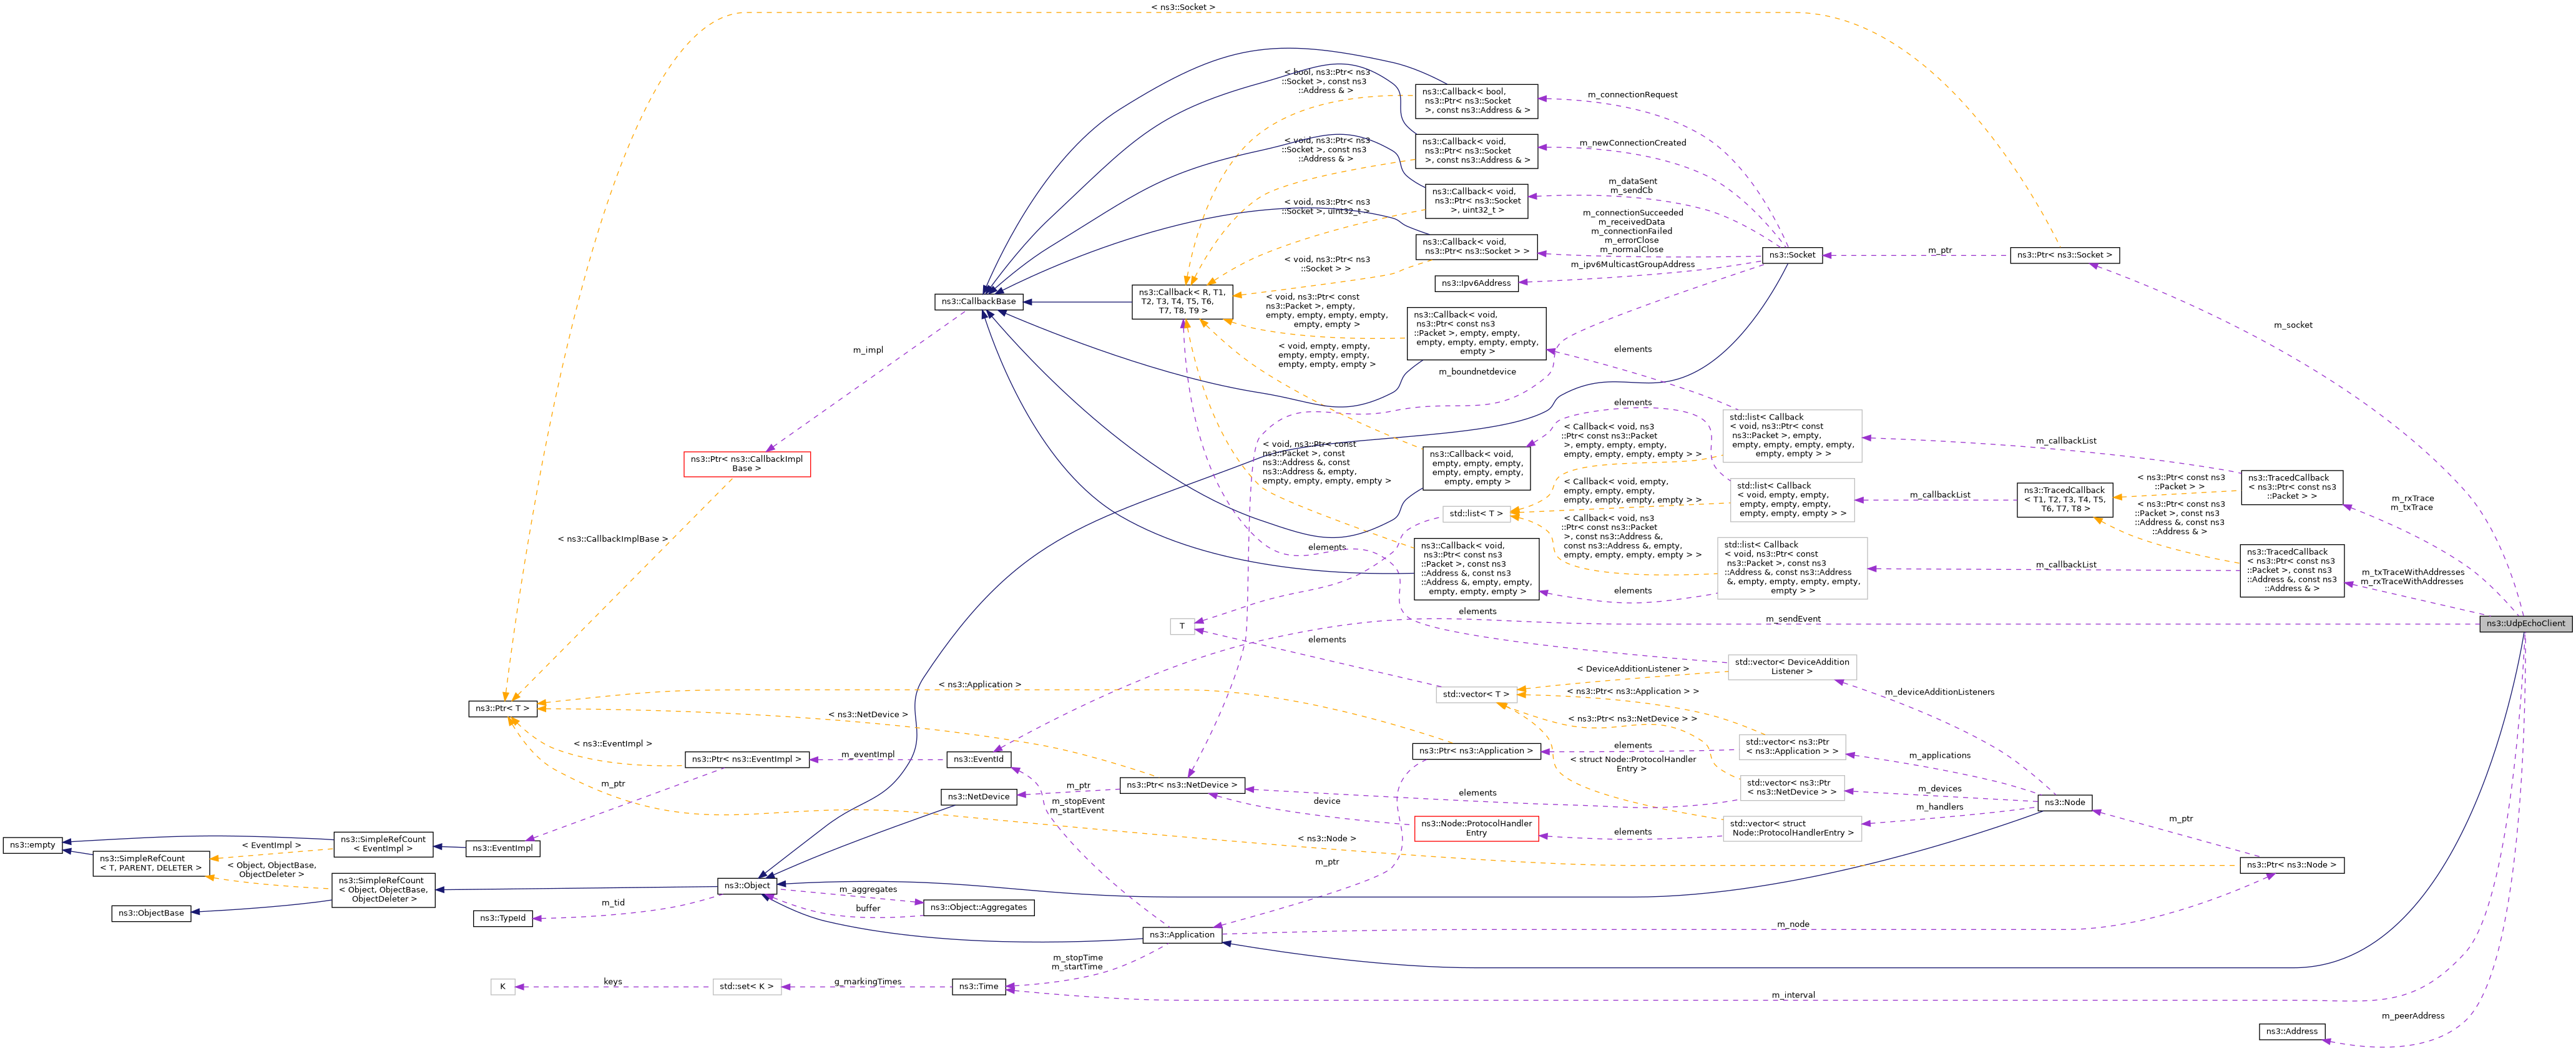 < ns3::Socket >
< bool, ns3::Ptr< ns3
::Socket >, const ns3
::Address & >
ns3::Callback< bool,
ns3::Ptr< ns3::Socket
>, const ns3::Address & >
m_connectionRequest
< void, ns3::Ptr< ns3
::Socket >, const ns3
::Address & >
ns3::Callback< void,
ns3::Ptr< ns3::Socket
>, const ns3::Address & >
m_newConnectionCreated
< void, ns3::Ptr< ns3
::Socket >, uint32_t >
ns3::Callback< void,
ns3::Ptr< ns3::Socket
>, uint32_t >
m_dataSent
m_sendCb
< void, ns3::Ptr< ns3
::Socket > >
ns3::Callback< void,
ns3::Ptr< ns3::Socket > >
m_connectionSucceeded
m_receivedData
m_connectionFailed
m_errorClose
m_normalClose
ns3::Socket
m_ptr
ns3::Ptr< ns3::Socket >
m_ipv6MulticastGroupAddress
ns3::Ipv6Address
ns3::CallbackBase
ns3::Callback< R, T1,
T2, T3, T4, T5, T6,
T7, T8, T9 >
< void, ns3::Ptr< const
ns3::Packet >, empty,
empty, empty, empty, empty,
empty, empty >
ns3::Callback< void,
ns3::Ptr< const ns3
::Packet >, empty, empty,
empty, empty, empty, empty,
empty >
m_socket
m_impl
< void, empty, empty,
empty, empty, empty,
empty, empty, empty >
elements
m_boundnetdevice
elements
std::list< Callback
< void, ns3::Ptr< const
ns3::Packet >, empty,
empty, empty, empty, empty,
empty, empty > >
m_callbackList
ns3::Ptr< ns3::CallbackImpl
Base >
< void, ns3::Ptr< const
ns3::Packet >, const
ns3::Address &, const
ns3::Address &, empty,
empty, empty, empty, empty >
ns3::Callback< void,
empty, empty, empty,
empty, empty, empty,
empty, empty >
< Callback< void, ns3
::Ptr< const ns3::Packet
>, empty, empty, empty,
empty, empty, empty, empty > >
< Callback< void, empty,
empty, empty, empty,
empty, empty, empty, empty > >
std::list< Callback
< void, empty, empty,
empty, empty, empty,
empty, empty, empty > >
m_callbackList
ns3::TracedCallback
< T1, T2, T3, T4, T5,
T6, T7, T8 >
< ns3::Ptr< const ns3
::Packet > >
ns3::TracedCallback
< ns3::Ptr< const ns3
::Packet > >
m_rxTrace
m_txTrace
std::list< T >
< Callback< void, ns3
::Ptr< const ns3::Packet
>, const ns3::Address &,
const ns3::Address &, empty,
empty, empty, empty, empty > >
< ns3::Ptr< const ns3
::Packet >, const ns3
::Address &, const ns3
::Address & >
< ns3::CallbackImplBase >
elements
ns3::Callback< void,
ns3::Ptr< const ns3
::Packet >, const ns3
::Address &, const ns3
::Address &, empty, empty,
empty, empty, empty >
elements
std::list< Callback
< void, ns3::Ptr< const
ns3::Packet >, const ns3
::Address &, const ns3::Address
&, empty, empty, empty, empty,
empty > >
m_callbackList
ns3::TracedCallback
< ns3::Ptr< const ns3
::Packet >, const ns3
::Address &, const ns3
::Address & >
m_txTraceWithAddresses
m_rxTraceWithAddresses
ns3::UdpEchoClient
T
elements
m_sendEvent
elements
std::vector< DeviceAddition
Listener >
< DeviceAdditionListener >
std::vector< T >
< ns3::Ptr< ns3::Application > >
m_deviceAdditionListeners
< ns3::Application >
ns3::Ptr< T >
< ns3::NetDevice >
< ns3::Ptr< ns3::NetDevice > >
< ns3::EventImpl >
ns3::Ptr< ns3::EventImpl >
m_eventImpl
ns3::EventId
ns3::Ptr< ns3::Application >
elements
std::vector< ns3::Ptr
< ns3::Application > >
m_applications
< struct Node::ProtocolHandler
Entry >
m_ptr
ns3::NetDevice
m_ptr
ns3::Ptr< ns3::NetDevice >
elements
std::vector< ns3::Ptr
< ns3::NetDevice > >
m_devices
ns3::Node
m_stopEvent
m_startEvent
device
ns3::Node::ProtocolHandler
Entry
elements
std::vector< struct
Node::ProtocolHandlerEntry >
m_handlers
m_ptr
ns3::empty
ns3::SimpleRefCount
< T, PARENT, DELETER >
< EventImpl >
ns3::SimpleRefCount
< EventImpl >
ns3::EventImpl
< ns3::Node >
m_ptr
ns3::Ptr< ns3::Node >
< Object, ObjectBase,
ObjectDeleter >
ns3::SimpleRefCount
< Object, ObjectBase,
ObjectDeleter >
ns3::ObjectBase
ns3::Object
m_aggregates
buffer
ns3::Object::Aggregates
m_tid
ns3::TypeId
ns3::Application
m_node
m_stopTime
m_startTime
K
keys
std::set< K >
g_markingTimes
ns3::Time
m_interval
m_peerAddress
ns3::Address